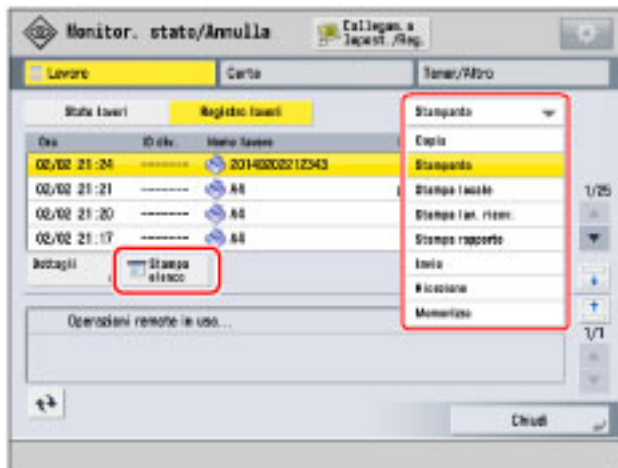 Monitor. stato/Annulla
Collegam. a
Impost./Reg.
Lavoro
Carta
Toner/Altro
Stato lavori
Registro lavori
Stampante
Ora
ID div.
Nome lavoro
02/02 21:24 -------- 20140202212343
02/02 21:21 -------- A4
02/02 21:20 -------- A4
02/02 21:17 -------- A4
Copia
Stampante
Stampa locale
Stampa lav. ricev.
Stampa rapporto
Invio
Ricezione
Memorizza
1/25
Dettagli
Stampa
elenco
Operazioni remote in uso...
1/1
Chiudi